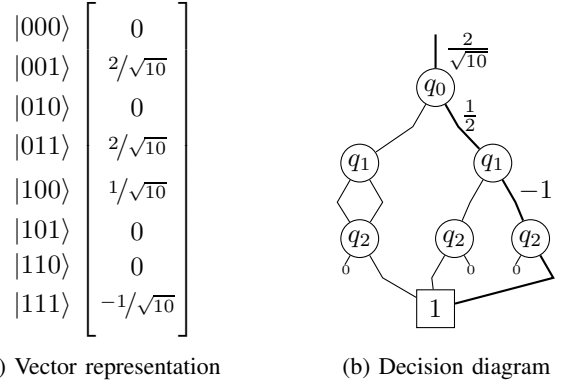 |000⟩ 0
|001⟩ 2/√10
|010⟩ 0
|011⟩ 2/√10
|100⟩ 1/√10
|101⟩ 0
|110⟩ 0
|111⟩ −1/√10
) Vector representation
2/√10
q0
1/2
q1 q1
−1
q2 q2 q2
0 0 0
1
(b) Decision diagram